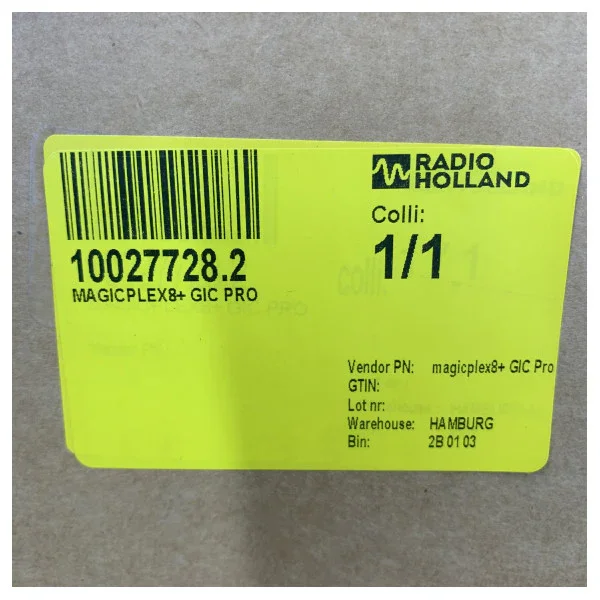 RADIO
HOLLAND
Colli:
1/1
10027728.2
MAGICPLEX8+ GIC PRO
Vendor PN: magicplex8+ GIC Pro
GTIN:
Lot nr:
Warehouse: HAMBURG
Bin: 2B 01 03